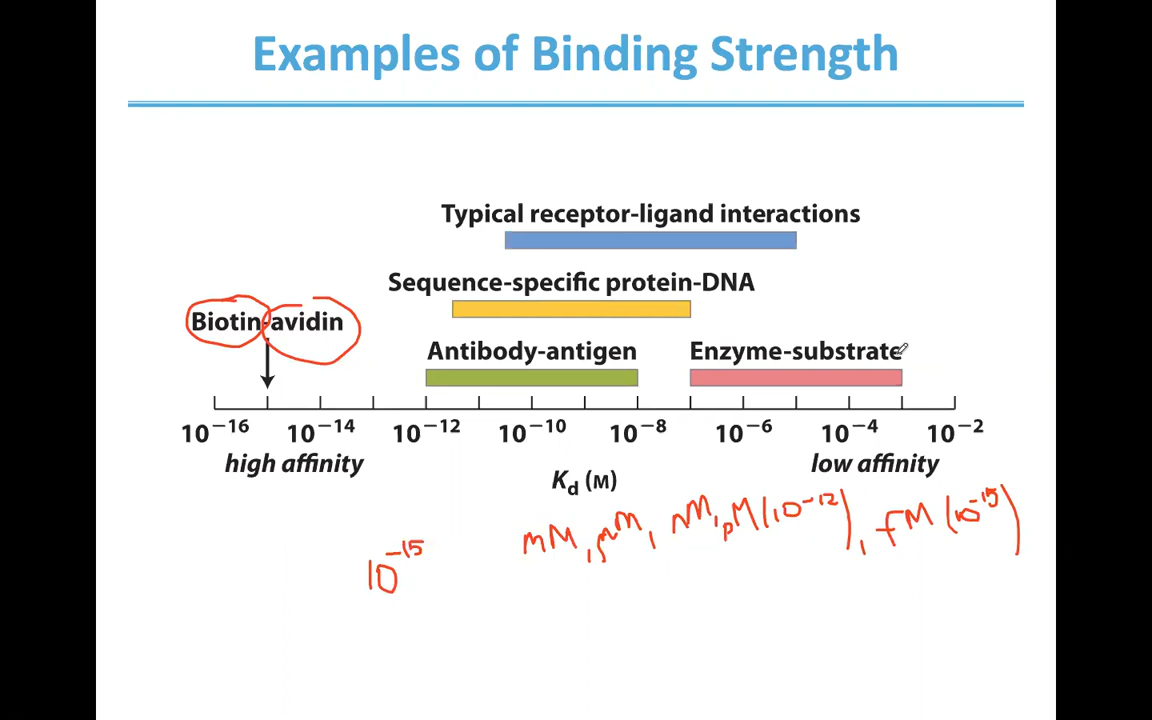 Examples of Binding Strength
Typical receptor-ligand interactions
Sequence-specific protein-DNA
Biotin-avidin
Antibody-antigen Enzyme-substrate
10⁻¹⁶ 10⁻¹⁴ 10⁻¹² 10⁻¹⁰ 10⁻⁸ 10⁻⁶ 10⁻⁴ 10⁻²
high affinity low affinity
Kd (M)
mM, μM, nM, pM (10⁻¹²), fM (10⁻¹⁵)
10⁻¹⁵